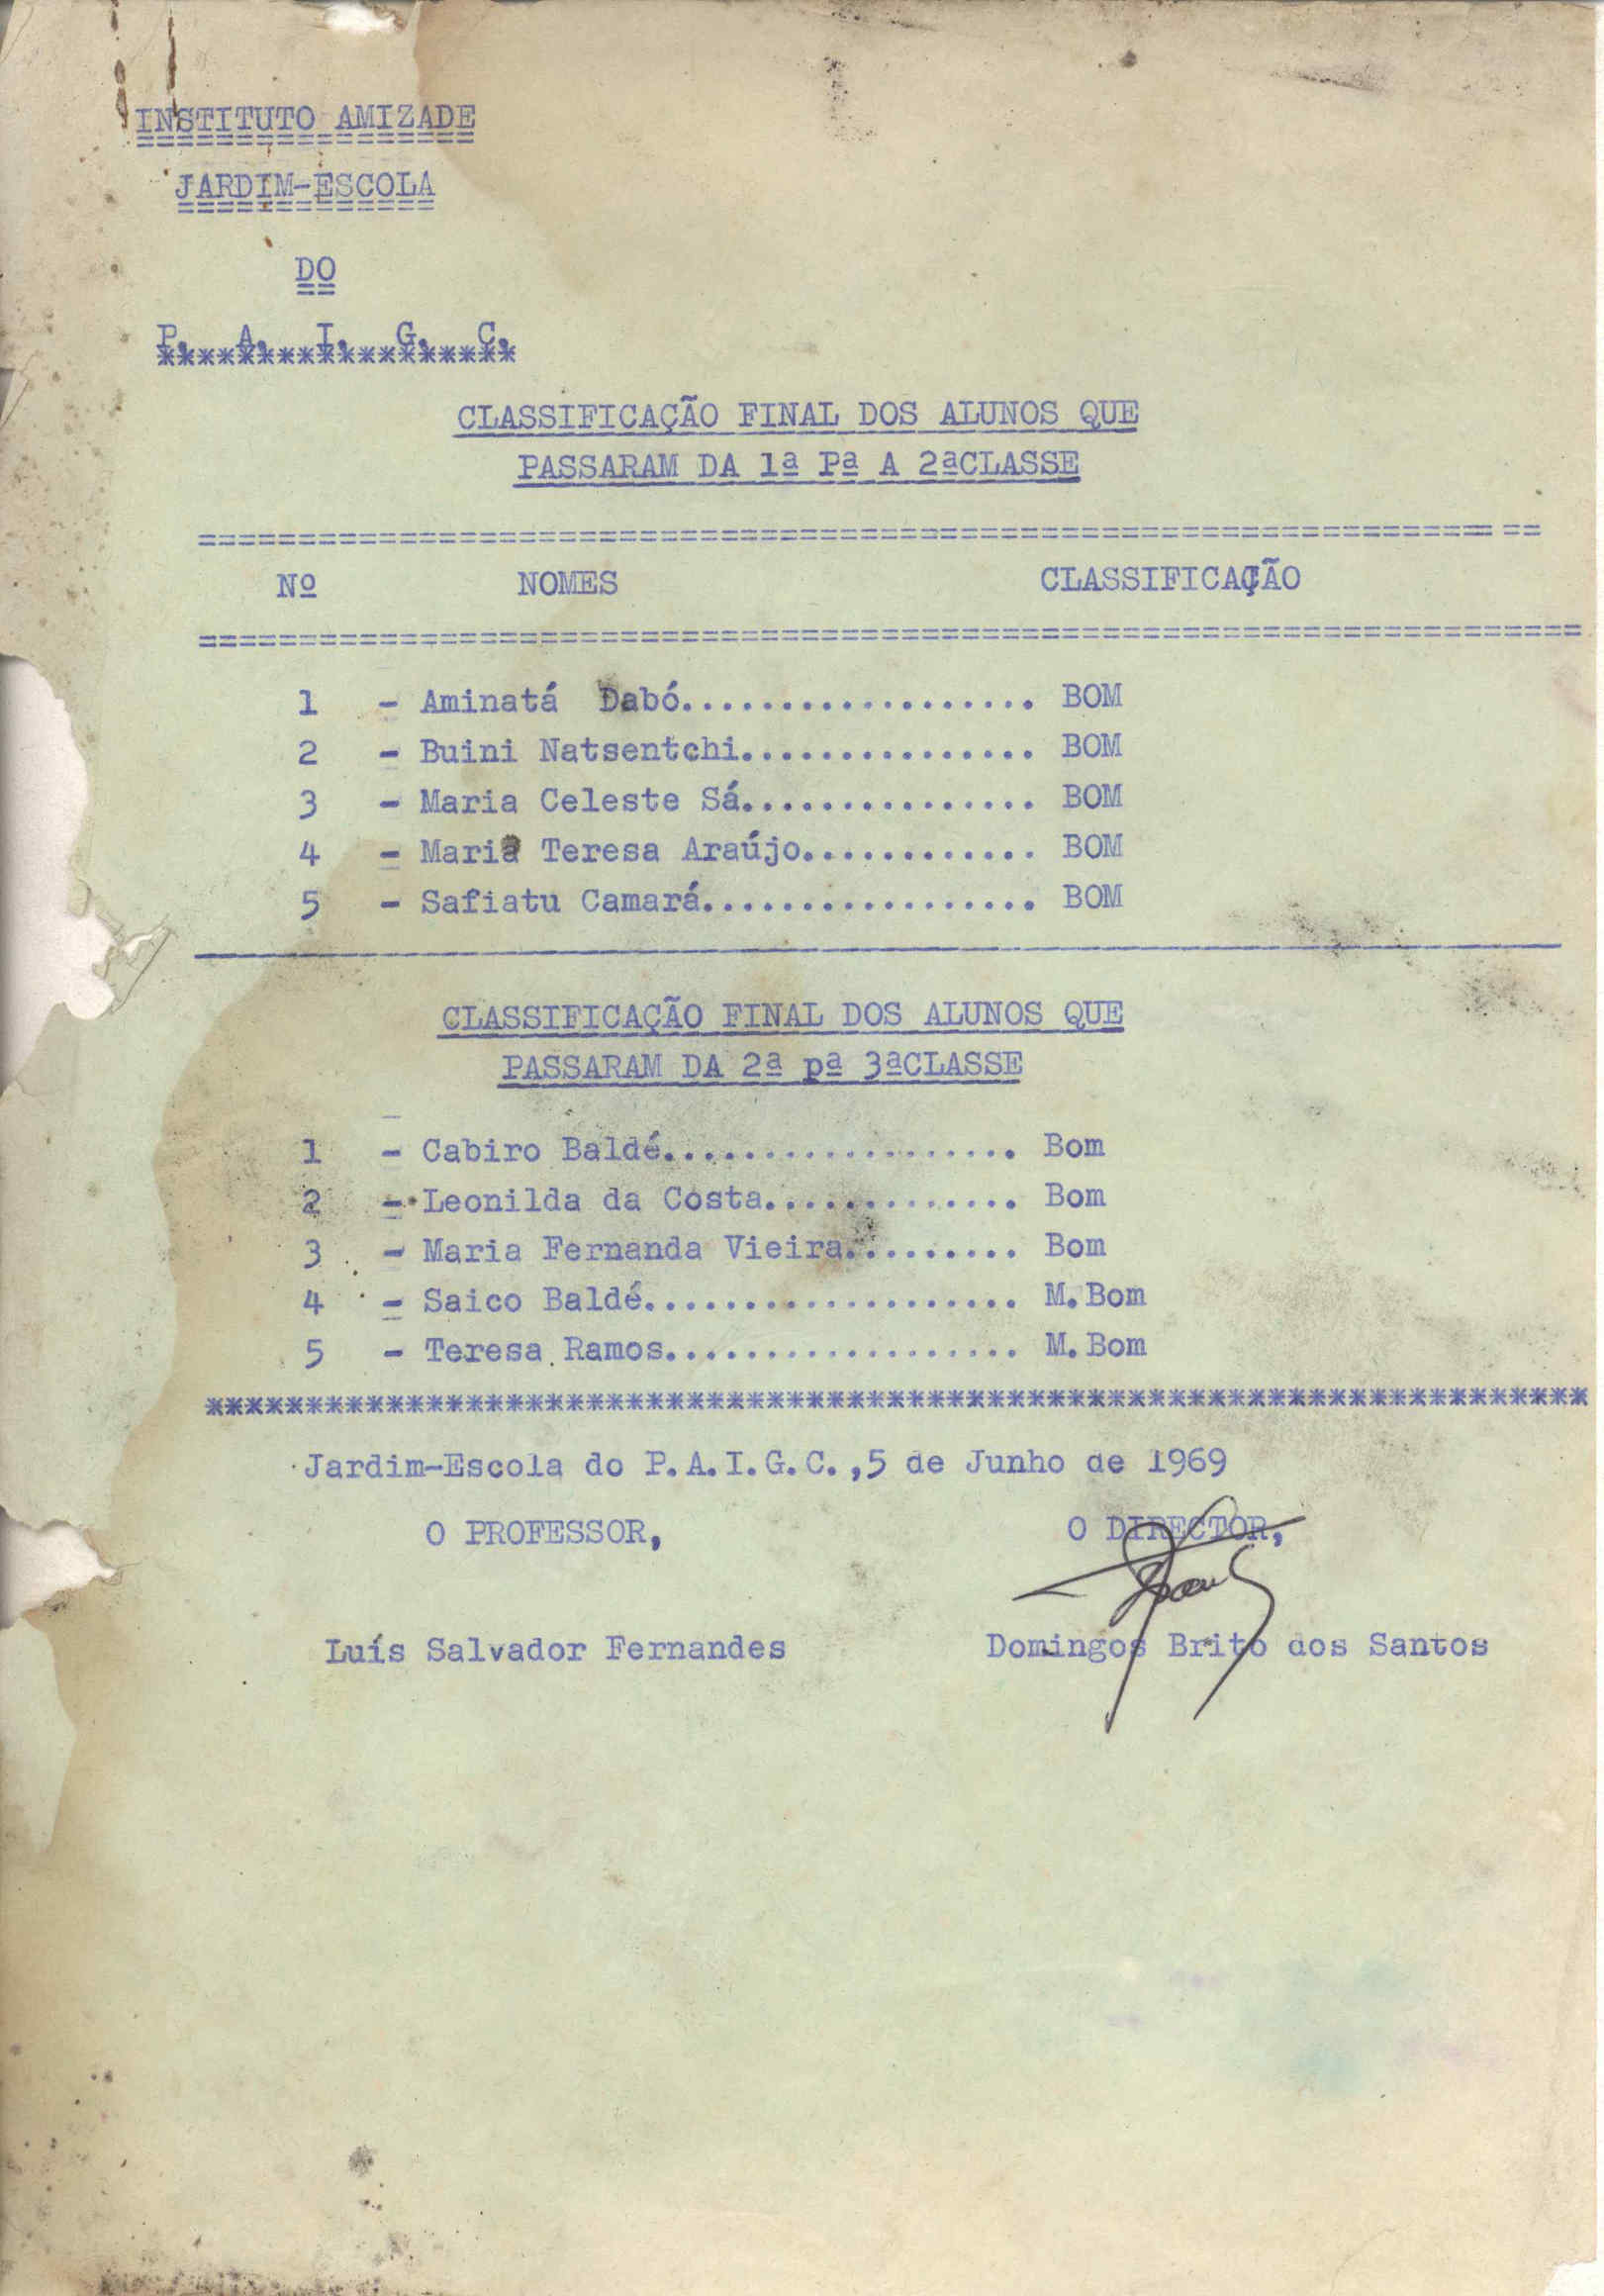 INSTITUTO AMIZADE
JARDIM-ESCOLA
DO
P. A. I. G. C.
******************
CLASSIFICAÇÃO FINAL DOS ALUNOS QUE
PASSARAM DA 1ª Pª A 2ªCLASSE
Nº NOMES CLASSIFICAÇÃO
1 - Aminatá Dabó.................. BOM
2 - Buini Natsentchi............... BOM
3 - Maria Celeste Sá............... BOM
4 - Maria Teresa Araújo............ BOM
5 - Safiatu Camará................. BOM
CLASSIFICAÇÃO FINAL DOS ALUNOS QUE
PASSARAM DA 2ª pª 3ªCLASSE
1 - Cabiro Baldé.................. Bom
2 - Leonilda da Costa............. Bom
3 - Maria Fernanda Vieira......... Bom
4 - Saico Baldé................... M.Bom
5 - Teresa Ramos.................. M.Bom
*********************************************************************
Jardim-Escola do P.A.I.G.C.,5 de Junho de 1969
O PROFESSOR, O DIRECTOR,
Luís Salvador Fernandes Domingos Brito dos Santos